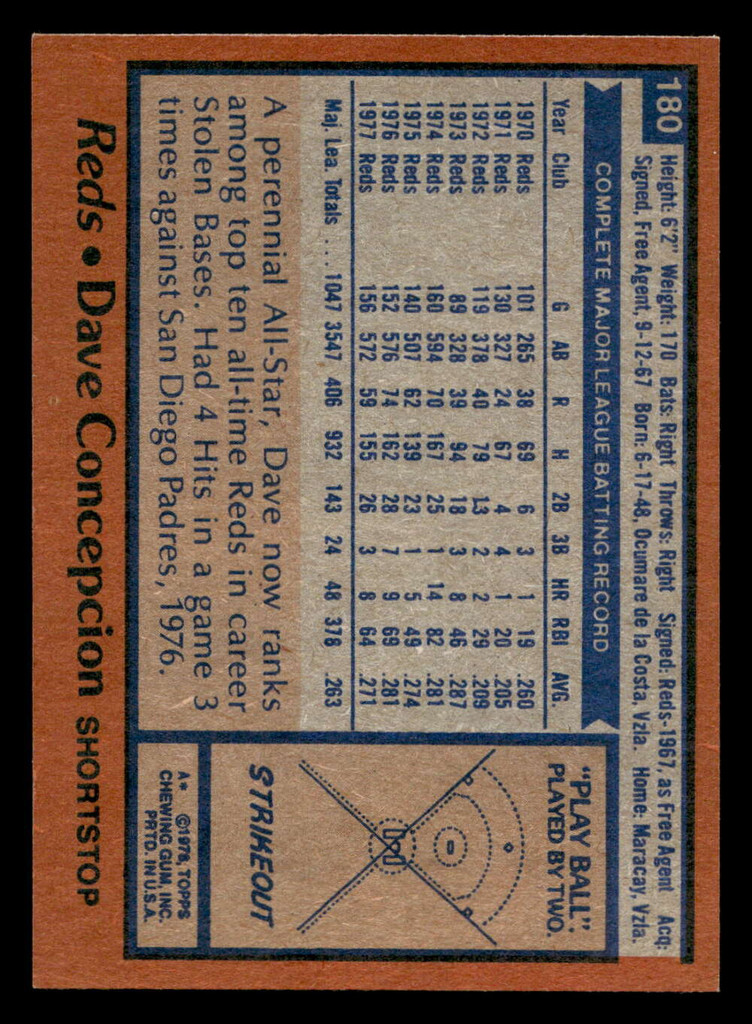 180
Height: 6'2" Weight: 170 Bats: Right Throws: Right Signed: Reds-1967, as Free Agent Acq:
Signed, Free Agent, 9-12-67 Born: 6-17-48, Ocumare de la Costa, Vzla. Home: Maracay, Vzla.
COMPLETE MAJOR LEAGUE BATTING RECORD
Year Club G AB R H 2B 3B HR RBI AVG.
1970 Reds 101 265 38 69 6 3 1 19 .260
1971 Reds 130 327 24 67 4 4 1 20 .205
1972 Reds 119 378 40 79 13 2 2 29 .209
1973 Reds 89 328 39 94 18 3 8 46 .287
1974 Reds 160 594 70 167 25 1 14 82 .281
1975 Reds 140 507 62 139 23 1 5 49 .274
1976 Reds 152 576 74 162 28 7 9 69 .281
1977 Reds 156 572 59 155 26 3 8 64 .271
Maj. Lea. Totals ... 1047 3547 406 932 143 24 48 378 .263
A perennial All-Star, Dave now ranks
among top ten all-time Reds in career
Stolen Bases. Had 4 Hits in a game 3
times against San Diego Padres, 1976.
"PLAY BALL":
PLAYED BY TWO.
STRIKEOUT
A* ©1978, TOPPS
CHEWING GUM, INC.
PRTD. IN U.S.A.
Reds • Dave Concepcion SHORTSTOP